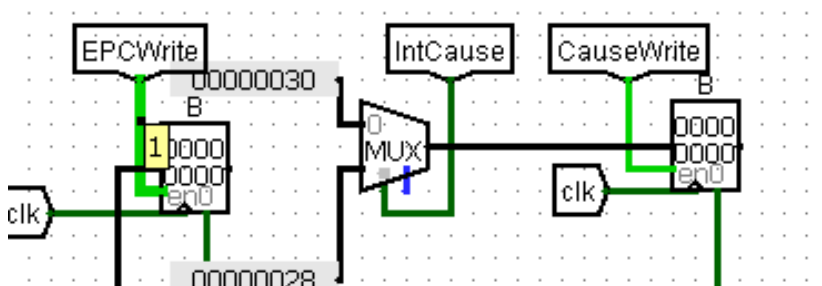 EPCWrite
IntCause
CauseWrite
00000030
B
B
0
1
0000
0000
MUX
0000
0000
en0
en0
clk
clk
00000028